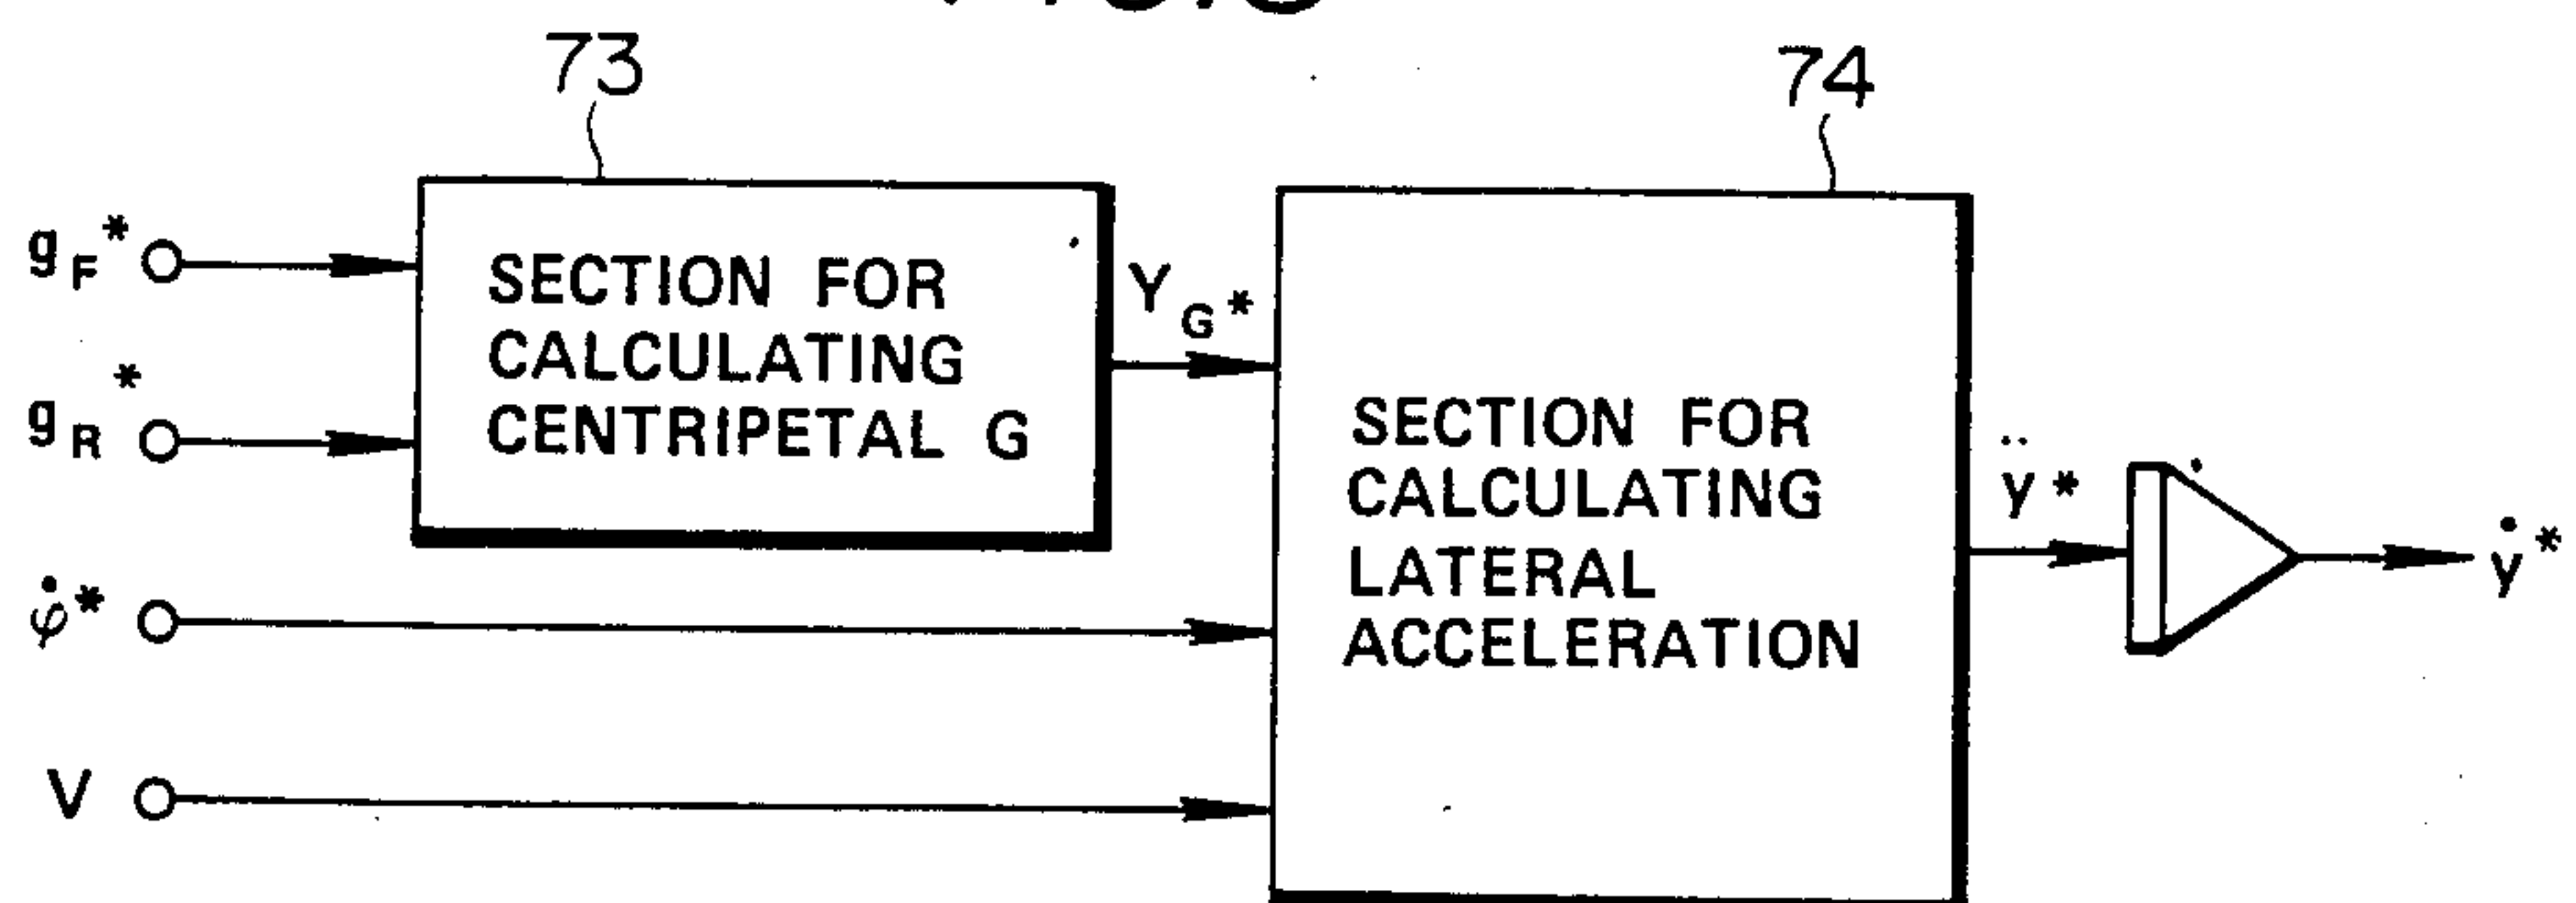 73
74
g_F*
SECTION FOR
CALCULATING
CENTRIPETAL G
Y_G*
g_R*
SECTION FOR
CALCULATING
LATERAL
ACCELERATION
ÿ*
ẏ*
φ̇*
V